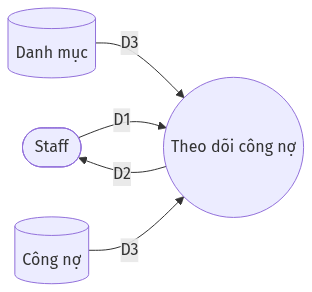 Danh mục
D3
Staff
D1
Theo dõi công nợ
D2
Công nợ
D3